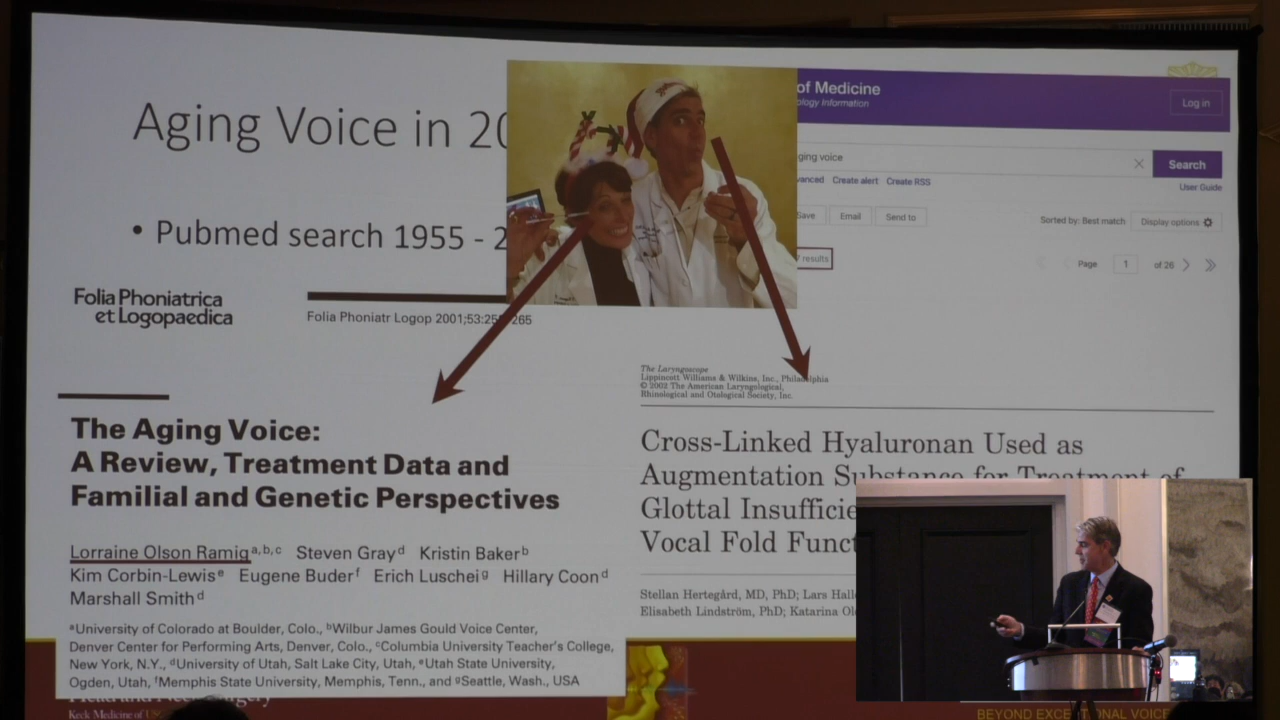 Aging Voice in
• Pubmed search 1955 -
of Medicine
ology Information
Log in
ging voice
Search
vanced Create alert Create RSS
User Guide
Save Email Send to
Sorted by: Best match Display options
results
Page 1 of 26
Folia Phoniatrica
et Logopaedica
Folia Phoniatr Logop 2001;53:25 265
The Aging Voice:
A Review, Treatment Data and
Familial and Genetic Perspectives
Lorraine Olson Ramig a,b,c Steven Gray d Kristin Baker b
Kim Corbin-Lewis e Eugene Buder f Erich Luschei g Hillary Coon d
Marshall Smith d
a University of Colorado at Boulder, Colo., b Wilbur James Gould Voice Center,
Denver Center for Performing Arts, Denver, Colo., c Columbia University Teacher's College,
New York, N.Y., d University of Utah, Salt Lake City, Utah, e Utah State University,
Ogden, Utah, f Memphis State University, Memphis, Tenn., and g Seattle, Wash., USA
The Laryngoscope
Lippincott Williams & Wilkins, Inc., Philadelphia
© 2002 The American Laryngological,
Rhinological and Otological Society, Inc.
Cross-Linked Hyaluronan Used as
Augmentation Substance for Treatment of
Glottal Insufficie
Vocal Fold Funct
Stellan Hertegård, MD, PhD; Lars Hall
Elisabeth Lindström, PhD; Katarina Ol
Head and Neck Surgery
Keck Medicine of USC
BEYOND EXCEPTIONAL VOICE